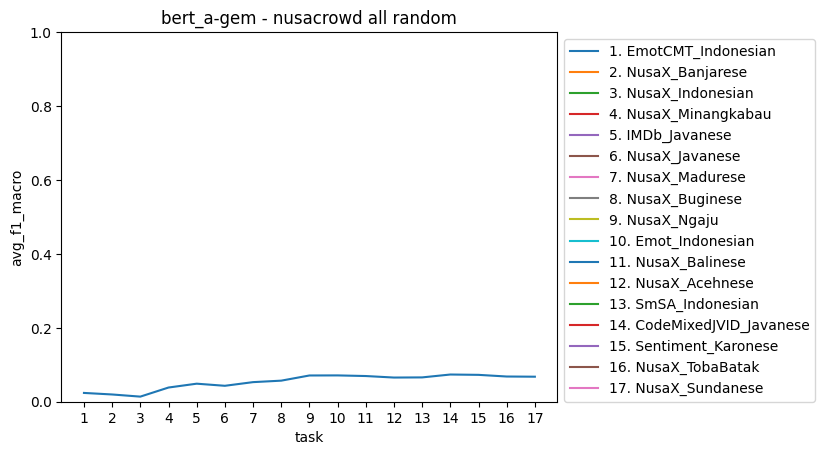 bert_a-gem - nusacrowd all random
1.0
0.8
0.6
0.4
0.2
0.0
avg_f1_macro
1 2 3 4 5 6 7 8 9 10 11 12 13 14 15 16 17
task
1. EmotCMT_Indonesian
2. NusaX_Banjarese
3. NusaX_Indonesian
4. NusaX_Minangkabau
5. IMDb_Javanese
6. NusaX_Javanese
7. NusaX_Madurese
8. NusaX_Buginese
9. NusaX_Ngaju
10. Emot_Indonesian
11. NusaX_Balinese
12. NusaX_Acehnese
13. SmSA_Indonesian
14. CodeMixedJVID_Javanese
15. Sentiment_Karonese
16. NusaX_TobaBatak
17. NusaX_Sundanese